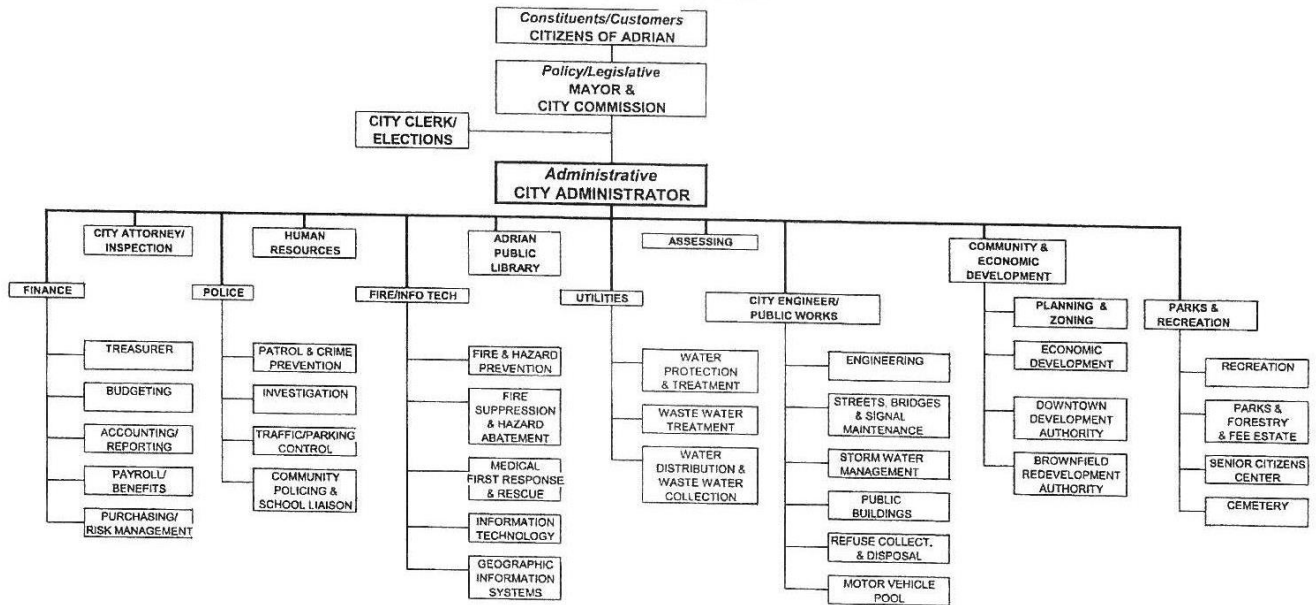 Constituents/Customers
CITIZENS OF ADRIAN
Policy/Legislative
MAYOR &
CITY COMMISSION
CITY CLERK/
ELECTIONS
Administrative
CITY ADMINISTRATOR
CITY ATTORNEY/
INSPECTION
HUMAN
RESOURCES
ADRIAN
PUBLIC
LIBRARY
ASSESSING
COMMUNITY &
ECONOMIC
DEVELOPMENT
FINANCE
POLICE
FIRE/INFO TECH
UTILITIES
CITY ENGINEER/
PUBLIC WORKS
PARKS &
RECREATION
TREASURER
BUDGETING
ACCOUNTING/
REPORTING
PAYROLL/
BENEFITS
PURCHASING/
RISK MANAGEMENT
PATROL & CRIME
PREVENTION
INVESTIGATION
TRAFFIC/PARKING
CONTROL
COMMUNITY
POLICING &
SCHOOL LIAISON
FIRE & HAZARD
PREVENTION
FIRE
SUPPRESSION
& HAZARD
ABATEMENT
MEDICAL
FIRST RESPONSE
& RESCUE
INFORMATION
TECHNOLOGY
GEOGRAPHIC
INFORMATION
SYSTEMS
WATER
PROTECTION
& TREATMENT
WASTE WATER
TREATMENT
WATER
DISTRIBUTION &
WASTE WATER
COLLECTION
ENGINEERING
STREETS, BRIDGES
& SIGNAL
MAINTENANCE
STORM WATER
MANAGEMENT
PUBLIC
BUILDINGS
REFUSE COLLECT.
& DISPOSAL
MOTOR VEHICLE
POOL
PLANNING &
ZONING
ECONOMIC
DEVELOPMENT
DOWNTOWN
DEVELOPMENT
AUTHORITY
BROWNFIELD
REDEVELOPMENT
AUTHORITY
RECREATION
PARKS &
FORESTRY
& FEE ESTATE
SENIOR CITIZENS
CENTER
CEMETERY